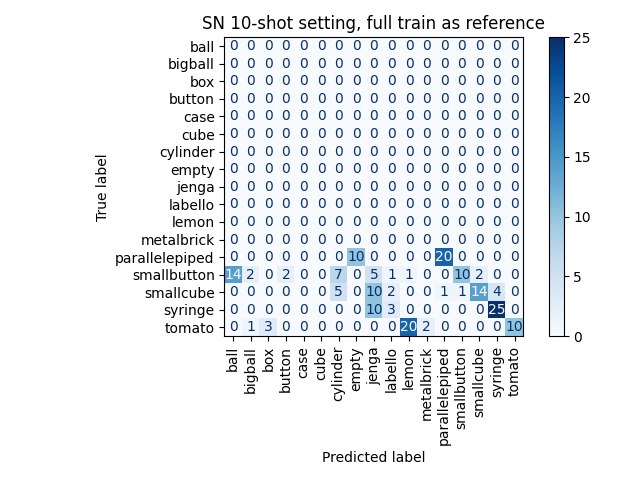 SN 10-shot setting, full train as reference
ball 0 0 0 0 0 0 0 0 0 0 0 0 0 0 0 0 0
bigball 0 0 0 0 0 0 0 0 0 0 0 0 0 0 0 0 0
box 0 0 0 0 0 0 0 0 0 0 0 0 0 0 0 0 0
button 0 0 0 0 0 0 0 0 0 0 0 0 0 0 0 0 0
case 0 0 0 0 0 0 0 0 0 0 0 0 0 0 0 0 0
cube 0 0 0 0 0 0 0 0 0 0 0 0 0 0 0 0 0
cylinder 0 0 0 0 0 0 0 0 0 0 0 0 0 0 0 0 0
empty 0 0 0 0 0 0 0 0 0 0 0 0 0 0 0 0 0
jenga 0 0 0 0 0 0 0 0 0 0 0 0 0 0 0 0 0
labello 0 0 0 0 0 0 0 0 0 0 0 0 0 0 0 0 0
lemon 0 0 0 0 0 0 0 0 0 0 0 0 0 0 0 0 0
metalbrick 0 0 0 0 0 0 0 0 0 0 0 0 0 0 0 0 0
parallelepiped 0 0 0 0 0 0 0 10 0 0 0 0 20 0 0 0 0
smallbutton 14 2 0 2 0 0 7 0 5 1 1 0 0 10 2 0 0
smallcube 0 0 0 0 0 0 5 0 10 2 0 0 1 1 14 4 0
syringe 0 0 0 0 0 0 0 0 10 3 0 0 0 0 0 25 0
tomato 0 1 3 0 0 0 0 0 0 0 20 2 0 0 0 0 10
True label
ball
bigball
box
button
case
cube
cylinder
empty
jenga
labello
lemon
metalbrick
parallelepiped
smallbutton
smallcube
syringe
tomato
Predicted label
25
20
15
10
5
0